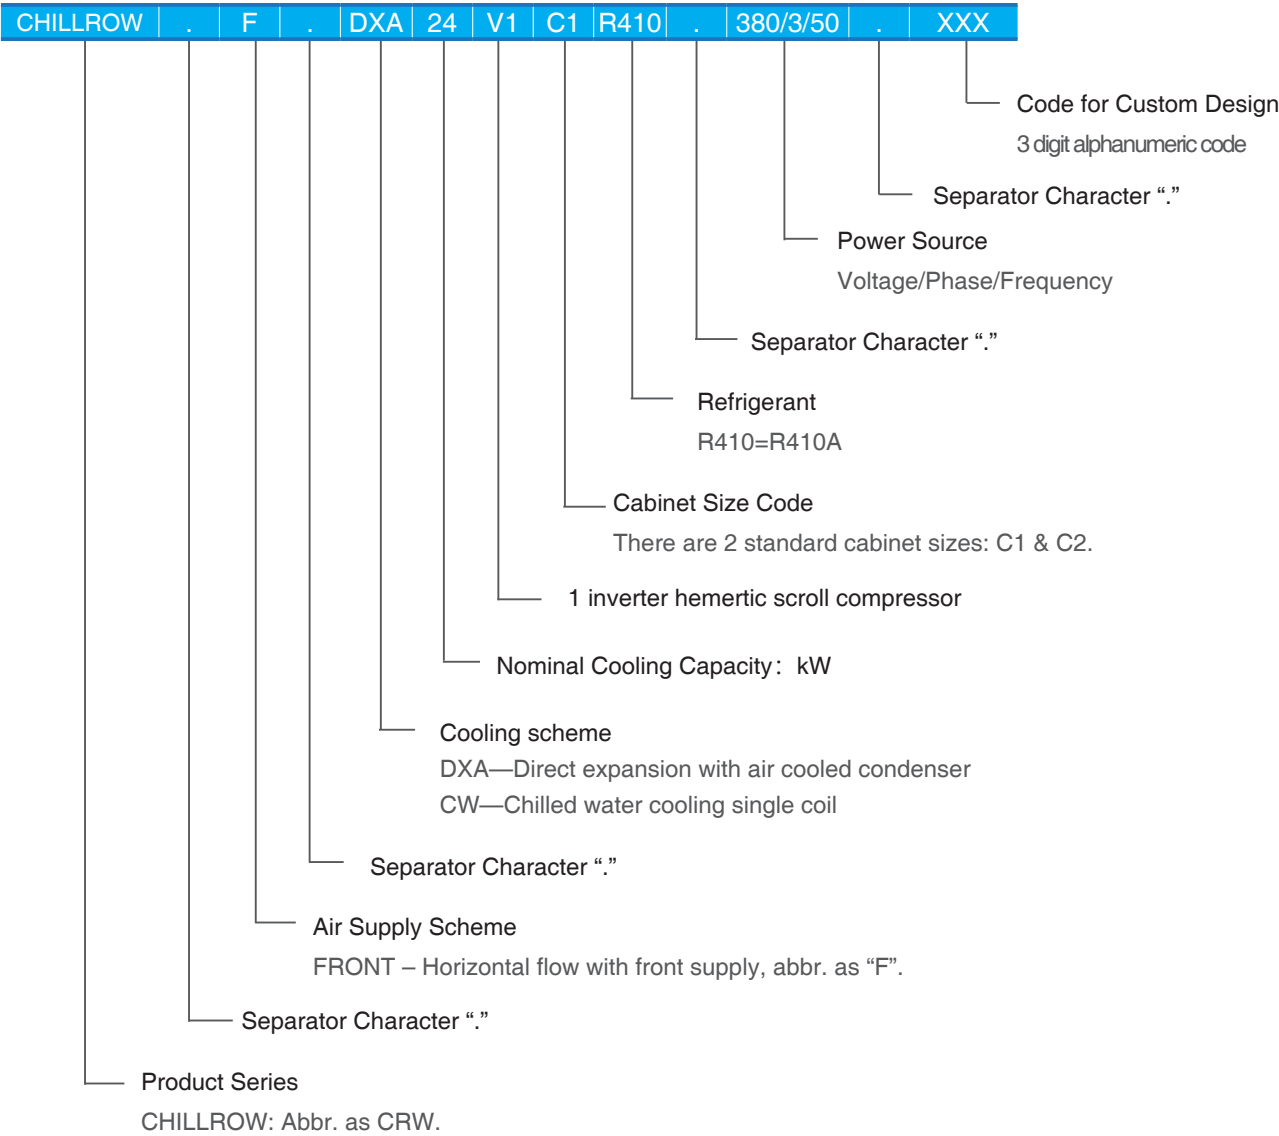 CHILLROW . F . DXA 24 V1 C1 R410 . 380/3/50 . XXX
Code for Custom Design
3 digit alphanumeric code
Separator Character “.”
Power Source
Voltage/Phase/Frequency
Separator Character “.”
Refrigerant
R410=R410A
Cabinet Size Code
There are 2 standard cabinet sizes: C1 & C2.
1 inverter hemertic scroll compressor
Nominal Cooling Capacity： kW
Cooling scheme
DXA—Direct expansion with air cooled condenser
CW—Chilled water cooling single coil
Separator Character “.”
Air Supply Scheme
FRONT – Horizontal flow with front supply, abbr. as “F”.
Separator Character “.”
Product Series
CHILLROW: Abbr. as CRW.